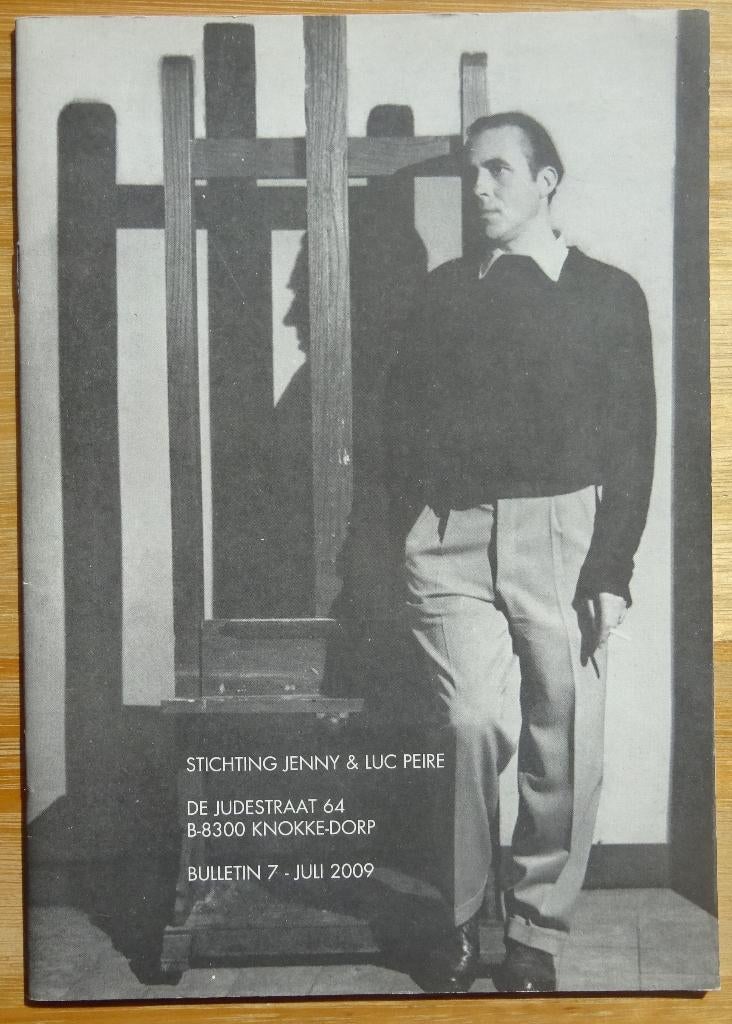 STICHTING JENNY & LUC PEIRE
DE JUDESTRAAT 64
B-8300 KNOKKE-DORP
BULLETIN 7 - JULI 2009